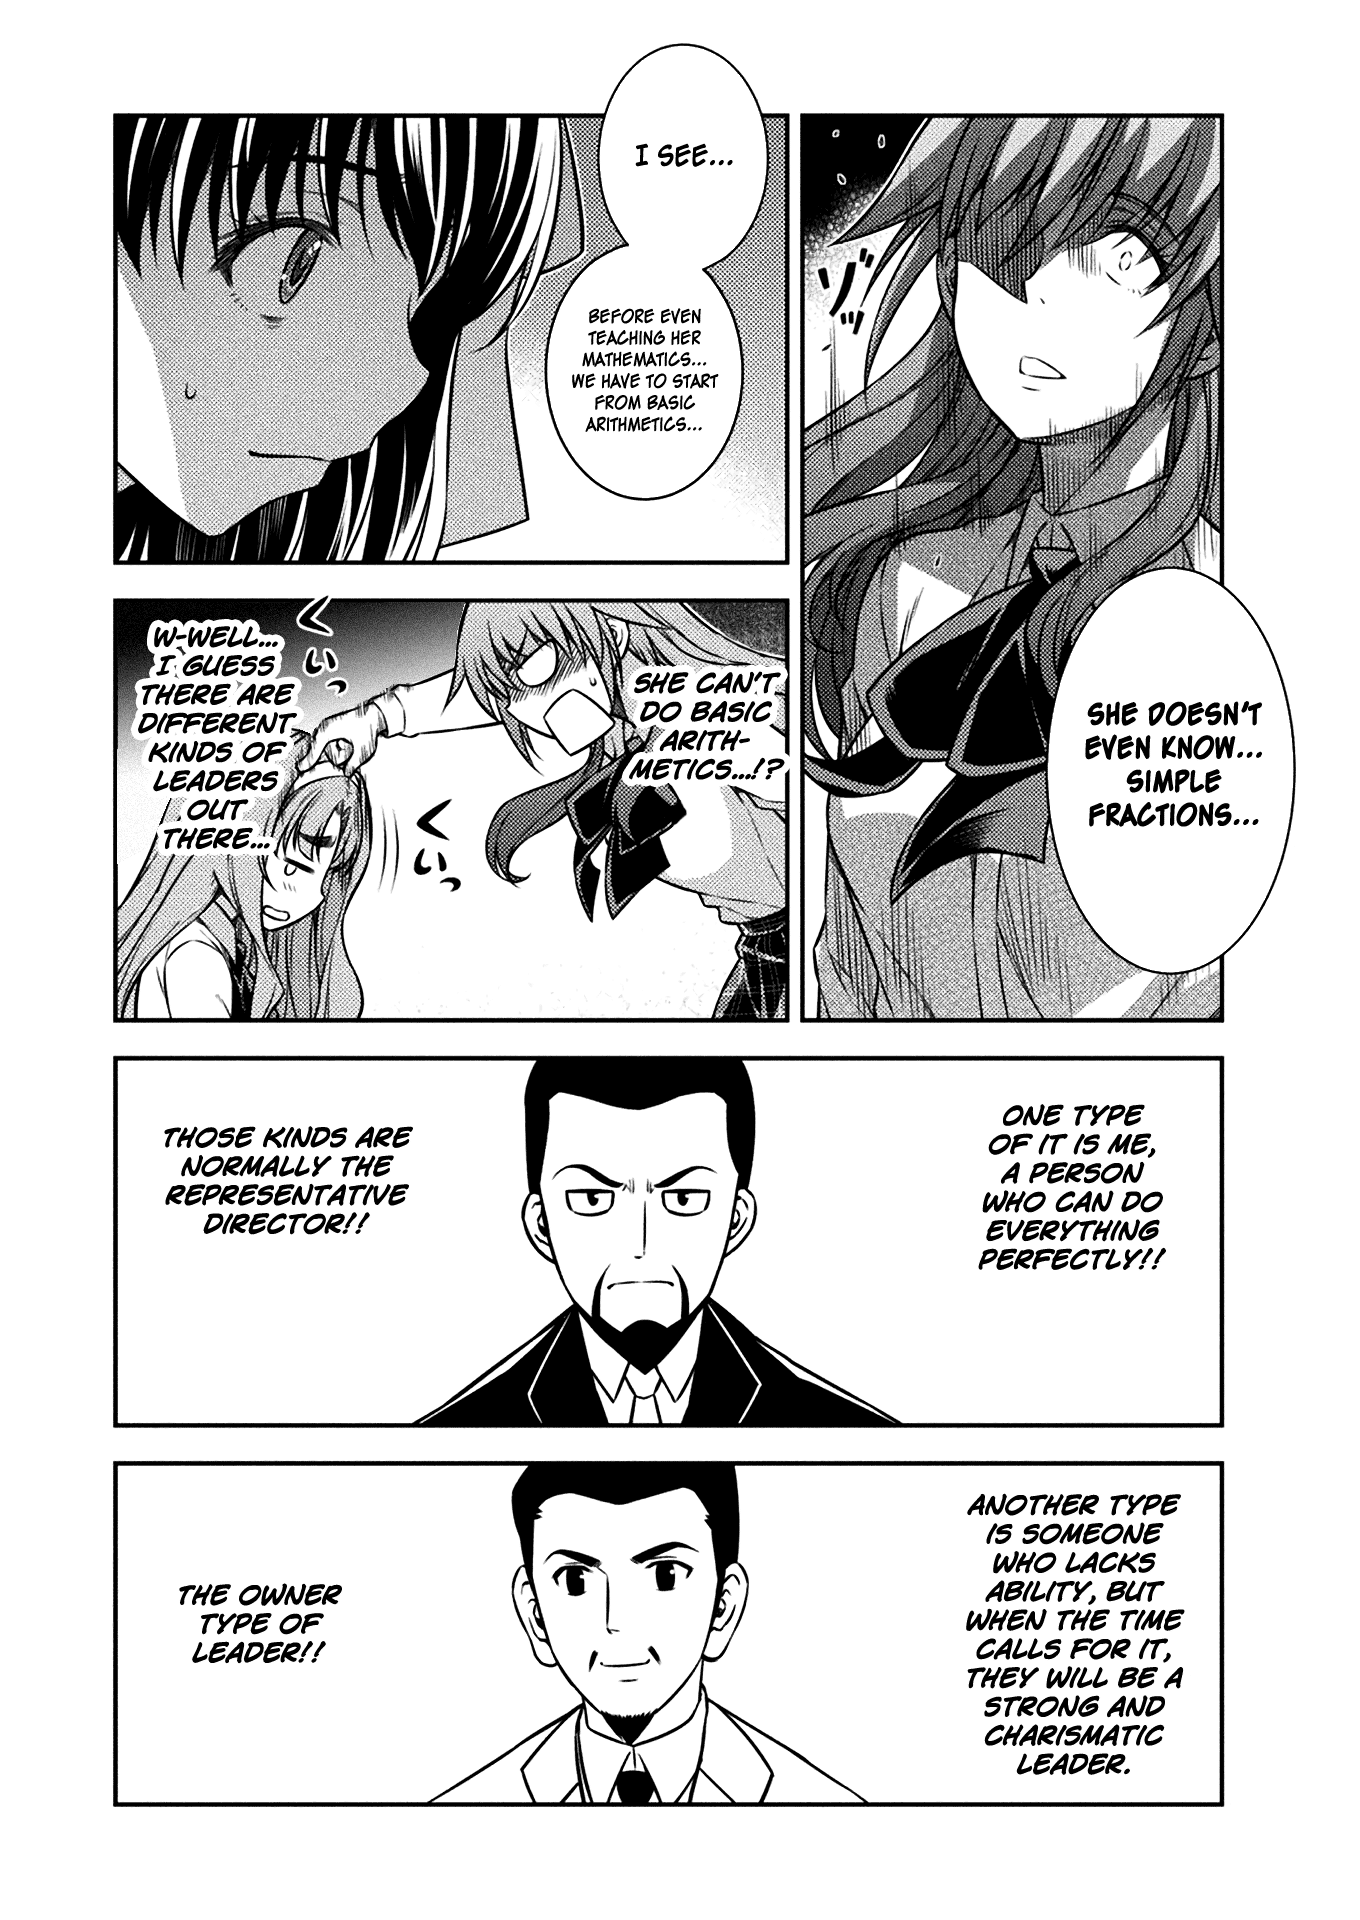 SHE DOESN'T
EVEN KNOW...
SIMPLE
FRACTIONS...
I SEE...
BEFORE EVEN
TEACHING HER
MATHEMATICS...
WE HAVE TO START
FROM BASIC
ARITHMETICS...
SHE CAN'T
DO BASIC
ARITH-
METICS...!?
W-WELL...
I GUESS
THERE ARE
DIFFERENT
KINDS OF
LEADERS
OUT
THERE...
ぐいっ
ぐいっ
ONE TYPE
OF IT IS ME,
A PERSON
WHO CAN DO
EVERYTHING
PERFECTLY!!
THOSE KINDS ARE
NORMALLY THE
REPRESENTATIVE
DIRECTOR!!
ANOTHER TYPE
IS SOMEONE
WHO LACKS
ABILITY, BUT
WHEN THE TIME
CALLS FOR IT,
THEY WILL BE A
STRONG AND
CHARISMATIC
LEADER.
THE OWNER
TYPE OF
LEADER!!